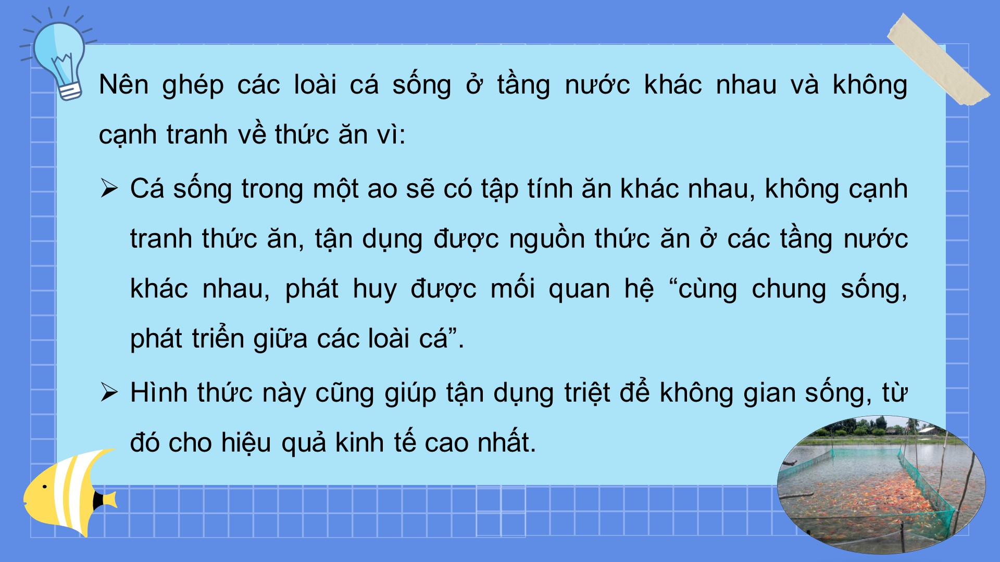 Nên ghép các loài cá sống ở tầng nước khác nhau và không
cạnh tranh về thức ăn vì:
➢ Cá sống trong một ao sẽ có tập tính ăn khác nhau, không cạnh
tranh thức ăn, tận dụng được nguồn thức ăn ở các tầng nước
khác nhau, phát huy được mối quan hệ “cùng chung sống,
phát triển giữa các loài cá”.
➢ Hình thức này cũng giúp tận dụng triệt để không gian sống, từ
đó cho hiệu quả kinh tế cao nhất.